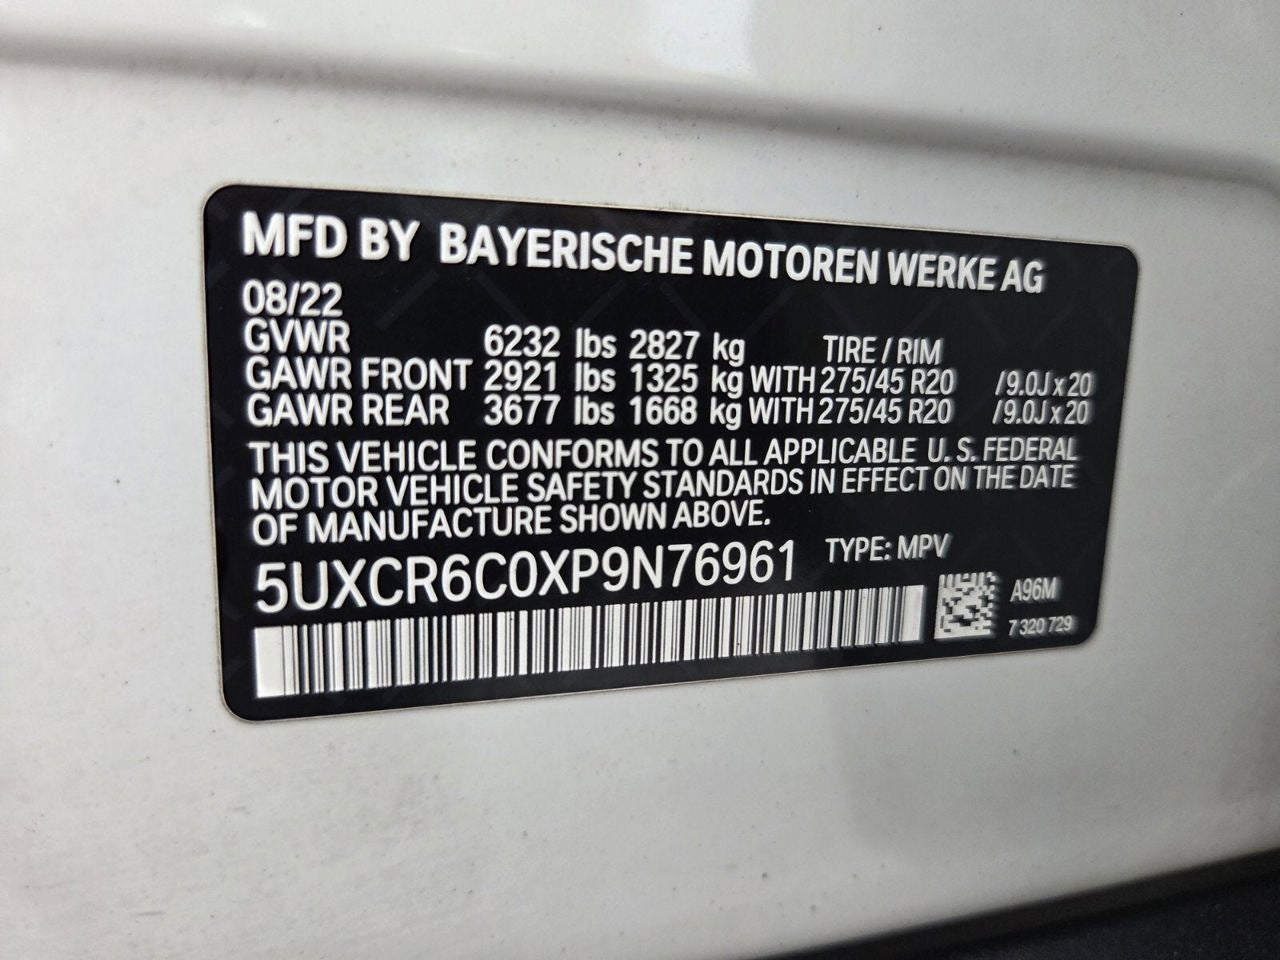 MFD BY BAYERISCHE MOTOREN WERKE AG
08/22
GVWR 6232 lbs 2827 kg TIRE / RIM
GAWR FRONT 2921 lbs 1325 kg WITH 275/45 R20 /9.0J x 20
GAWR REAR 3677 lbs 1668 kg WITH 275/45 R20 /9.0J x 20
THIS VEHICLE CONFORMS TO ALL APPLICABLE U. S. FEDERAL
MOTOR VEHICLE SAFETY STANDARDS IN EFFECT ON THE DATE
OF MANUFACTURE SHOWN ABOVE.
5UXCR6C0XP9N76961 TYPE: MPV
A96M
7 320 729